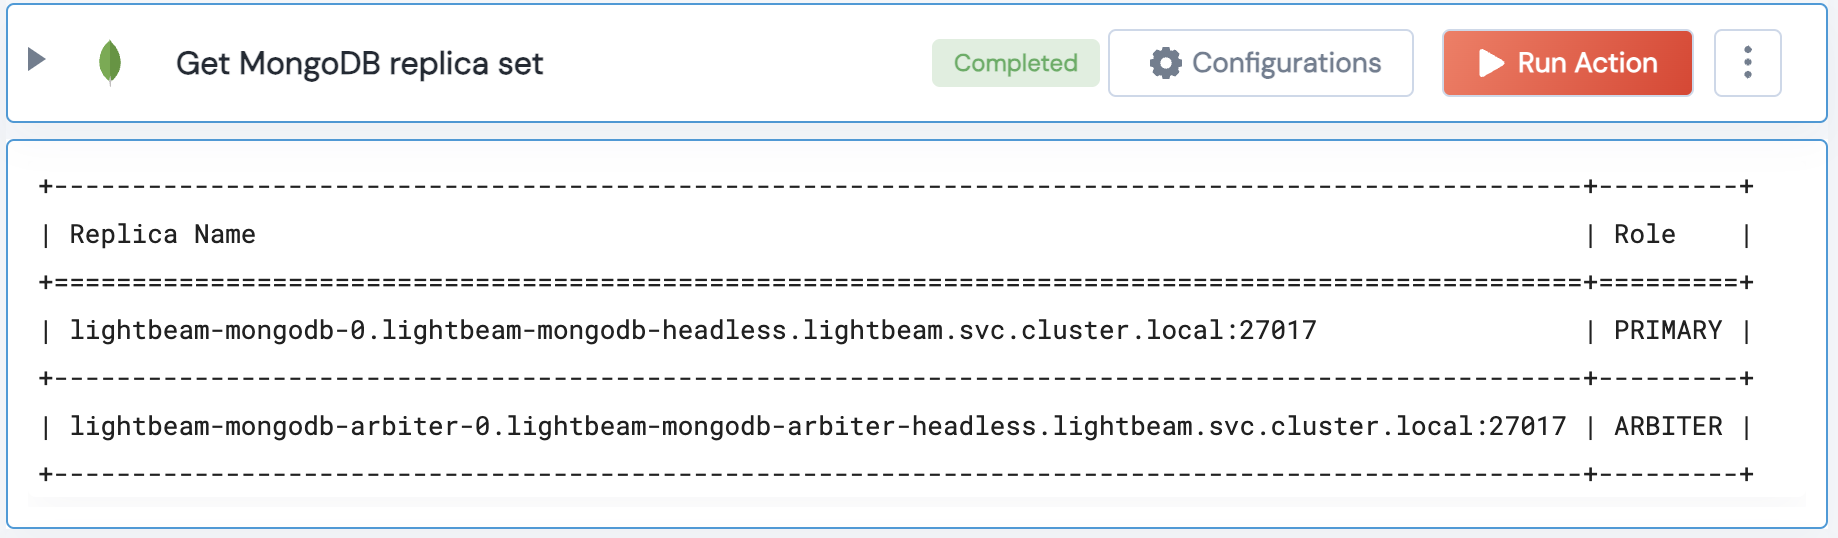 Get MongoDB replica set Completed Configurations Run Action
+--------------------------------------------------------------------------------------------------+---------+
| Replica Name                                                                                     | Role    |
+==================================================================================================+=========+
| lightbeam-mongodb-0.lightbeam-mongodb-headless.lightbeam.svc.cluster.local:27017                 | PRIMARY |
+--------------------------------------------------------------------------------------------------+---------+
| lightbeam-mongodb-arbiter-0.lightbeam-mongodb-arbiter-headless.lightbeam.svc.cluster.local:27017 | ARBITER |
+--------------------------------------------------------------------------------------------------+---------+